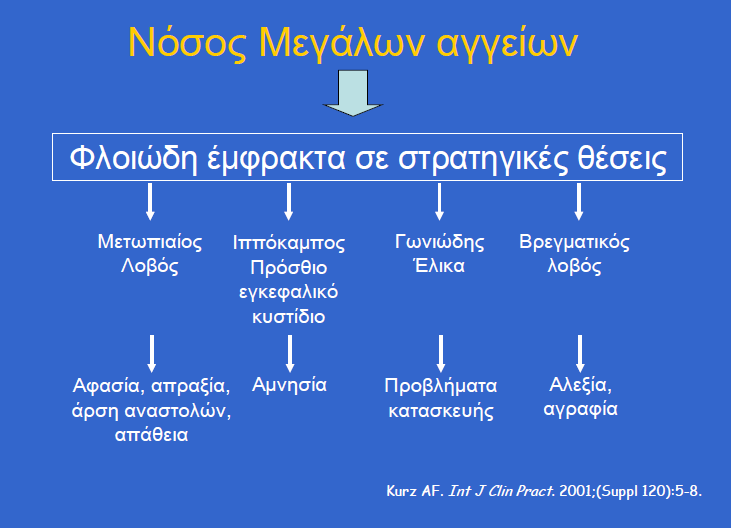 Νόσος Μεγάλων αγγείων
Φλοιώδη έμφρακτα σε στρατηγικές θέσεις
Μετωπιαίος
Λοβός
Ιππόκαμπος
Πρόσθιο
εγκεφαλικό
κυστίδιο
Γωνιώδης
Έλικα
Βρεγματικός
λοβός
Αφασία, απραξία,
άρση αναστολών,
απάθεια
Αμνησία
Προβλήματα
κατασκευής
Αλεξία,
αγραφία
Kurz AF. Int J Clin Pract. 2001;(Suppl 120):5-8.